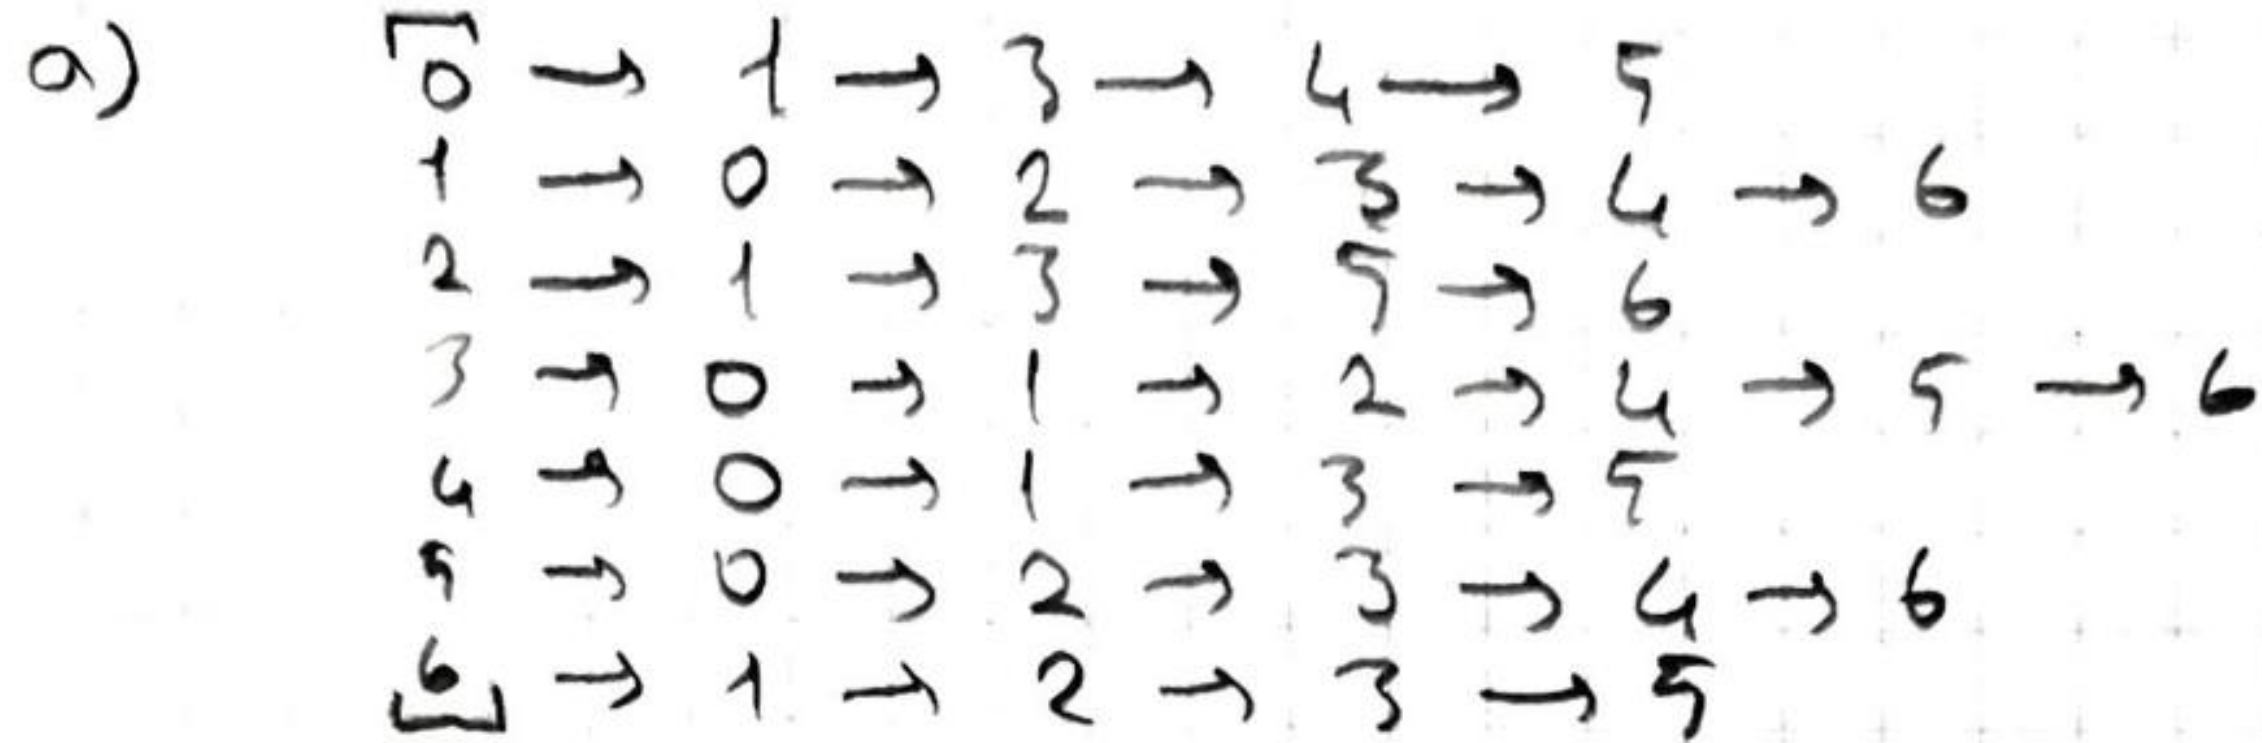 a) 0 → 1 → 3 → 4 → 5
1 → 0 → 2 → 3 → 4 → 6
2 → 1 → 3 → 5 → 6
3 → 0 → 1 → 2 → 4 → 5 → 6
4 → 0 → 1 → 3 → 5
5 → 0 → 2 → 3 → 4 → 6
6 → 1 → 2 → 3 → 5